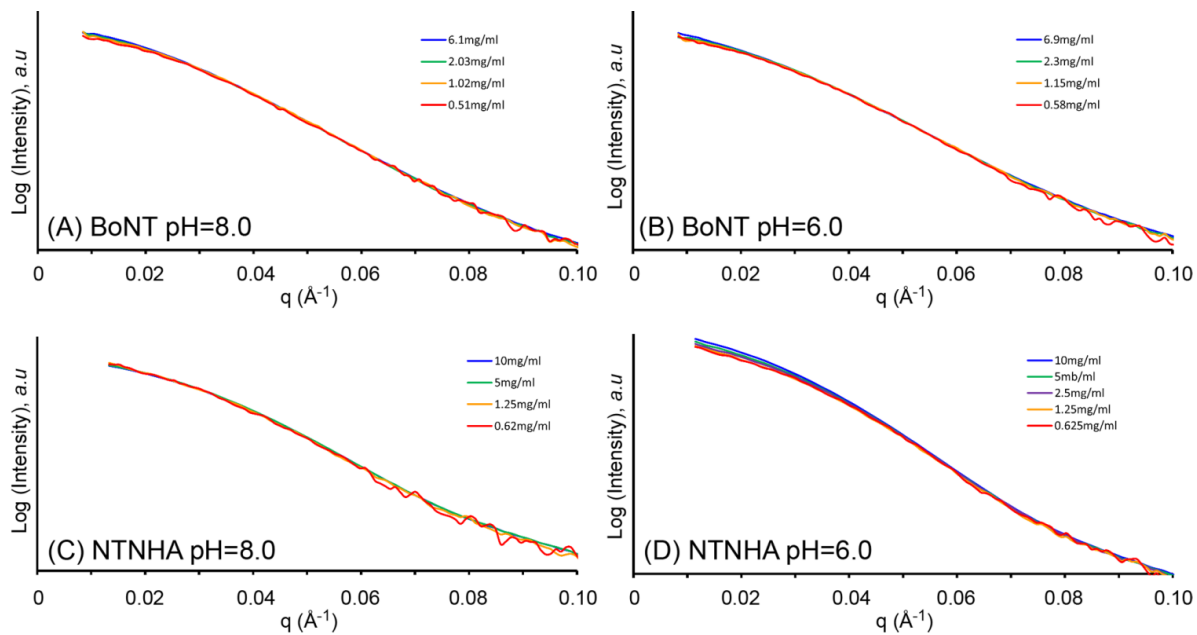 Log (Intensity), a.u
6.1mg/ml
2.03mg/ml
1.02mg/ml
0.51mg/ml
(A) BoNT pH=8.0
0 0.02 0.04 0.06 0.08 0.10
q (Å-1)
Log (Intensity), a.u
6.9mg/ml
2.3mg/ml
1.15mg/ml
0.58mg/ml
(B) BoNT pH=6.0
0 0.02 0.04 0.06 0.08 0.10
q (Å-1)
Log (Intensity), a.u
10mg/ml
5mg/ml
1.25mg/ml
0.62mg/ml
(C) NTNHA pH=8.0
0 0.02 0.04 0.06 0.08 0.10
q (Å-1)
Log (Intensity), a.u
10mg/ml
5mb/ml
2.5mg/ml
1.25mg/ml
0.625mg/ml
(D) NTNHA pH=6.0
0 0.02 0.04 0.06 0.08 0.10
q (Å-1)